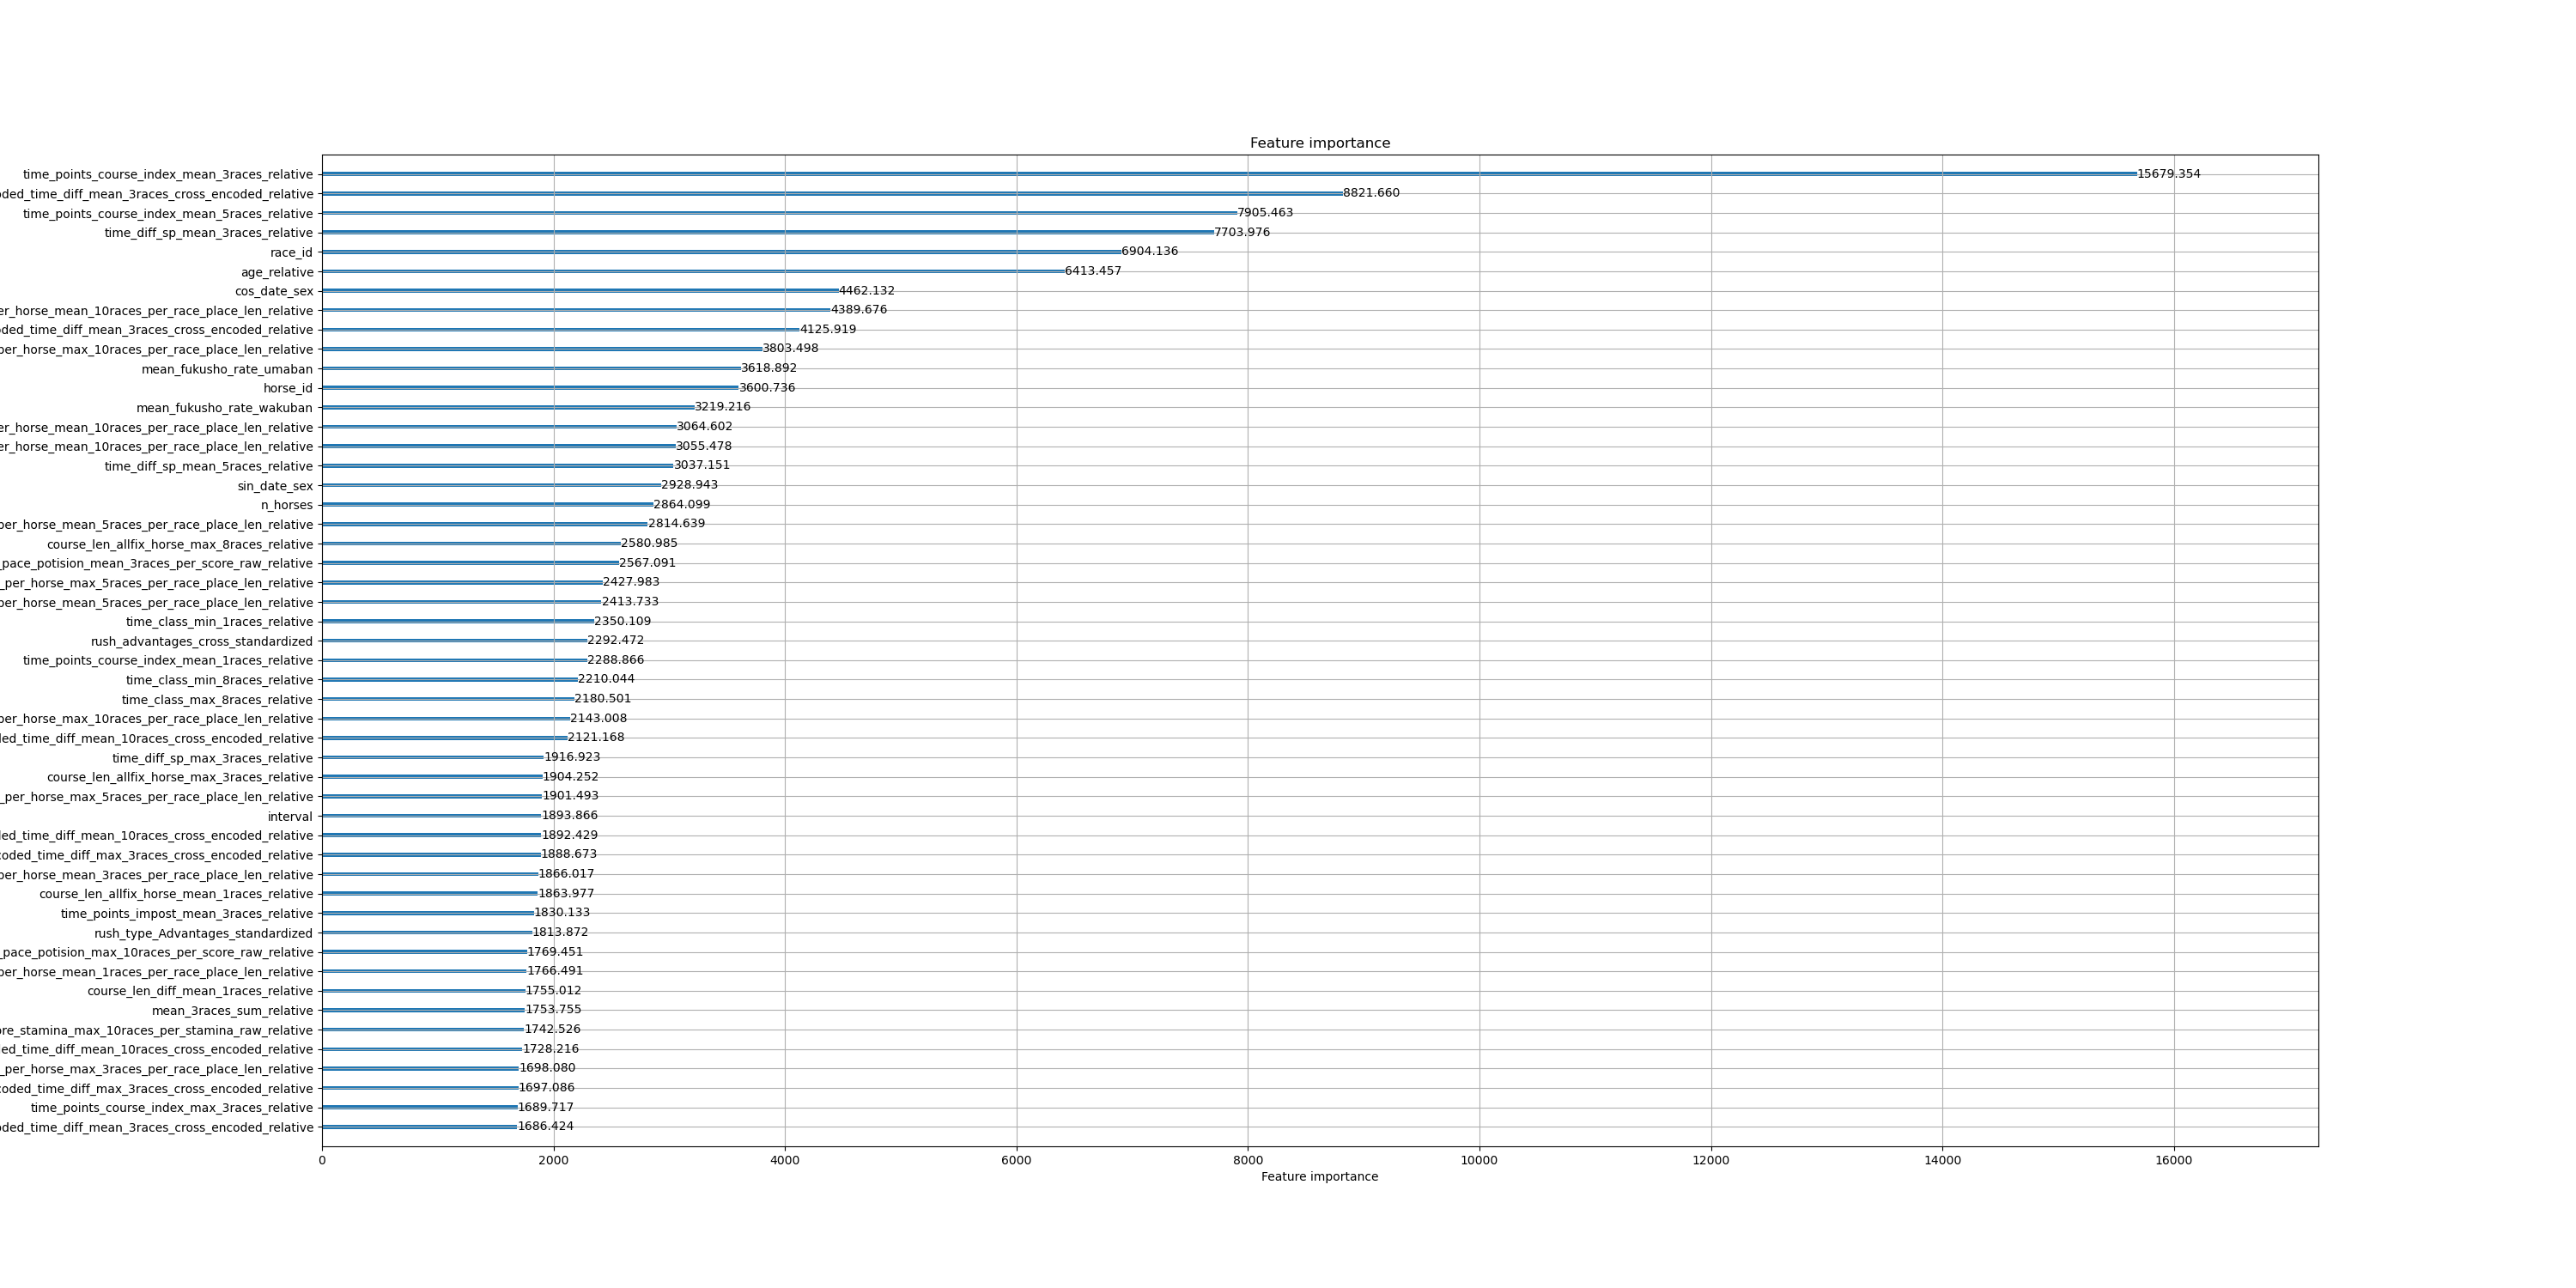 Feature importance
time_points_course_index_mean_3races_relative 15679.354
ded_time_diff_mean_3races_cross_encoded_relative 8821.660
time_points_course_index_mean_5races_relative 7905.463
time_diff_sp_mean_3races_relative 7703.976
race_id 6904.136
age_relative 6413.457
cos_date_sex 4462.132
er_horse_mean_10races_per_race_place_len_relative 4389.676
ded_time_diff_mean_3races_cross_encoded_relative 4125.919
per_horse_max_10races_per_race_place_len_relative 3803.498
mean_fukusho_rate_umaban 3618.892
horse_id 3600.736
mean_fukusho_rate_wakuban 3219.216
er_horse_mean_10races_per_race_place_len_relative 3064.602
er_horse_mean_10races_per_race_place_len_relative 3055.478
time_diff_sp_mean_5races_relative 3037.151
sin_date_sex 2928.943
n_horses 2864.099
per_horse_mean_5races_per_race_place_len_relative 2814.639
course_len_allfix_horse_max_8races_relative 2580.985
_pace_potision_mean_3races_per_score_raw_relative 2567.091
_per_horse_max_5races_per_race_place_len_relative 2427.983
per_horse_mean_5races_per_race_place_len_relative 2413.733
time_class_min_1races_relative 2350.109
rush_advantages_cross_standardized 2292.472
time_points_course_index_mean_1races_relative 2288.866
time_class_min_8races_relative 2210.044
time_class_max_8races_relative 2180.501
per_horse_max_10races_per_race_place_len_relative 2143.008
led_time_diff_mean_10races_cross_encoded_relative 2121.168
time_diff_sp_max_3races_relative 1916.923
course_len_allfix_horse_max_3races_relative 1904.252
_per_horse_max_5races_per_race_place_len_relative 1901.493
interval 1893.866
led_time_diff_mean_10races_cross_encoded_relative 1892.429
coded_time_diff_max_3races_cross_encoded_relative 1888.673
per_horse_mean_3races_per_race_place_len_relative 1866.017
course_len_allfix_horse_mean_1races_relative 1863.977
time_points_impost_mean_3races_relative 1830.133
rush_type_Advantages_standardized 1813.872
_pace_potision_max_10races_per_score_raw_relative 1769.451
per_horse_mean_1races_per_race_place_len_relative 1766.491
course_len_diff_mean_1races_relative 1755.012
mean_3races_sum_relative 1753.755
ore_stamina_max_10races_per_stamina_raw_relative 1742.526
ed_time_diff_mean_10races_cross_encoded_relative 1728.216
_per_horse_max_3races_per_race_place_len_relative 1698.080
coded_time_diff_max_3races_cross_encoded_relative 1697.086
time_points_course_index_max_3races_relative 1689.717
ded_time_diff_mean_3races_cross_encoded_relative 1686.424
0 2000 4000 6000 8000 10000 12000 14000 16000
Feature importance